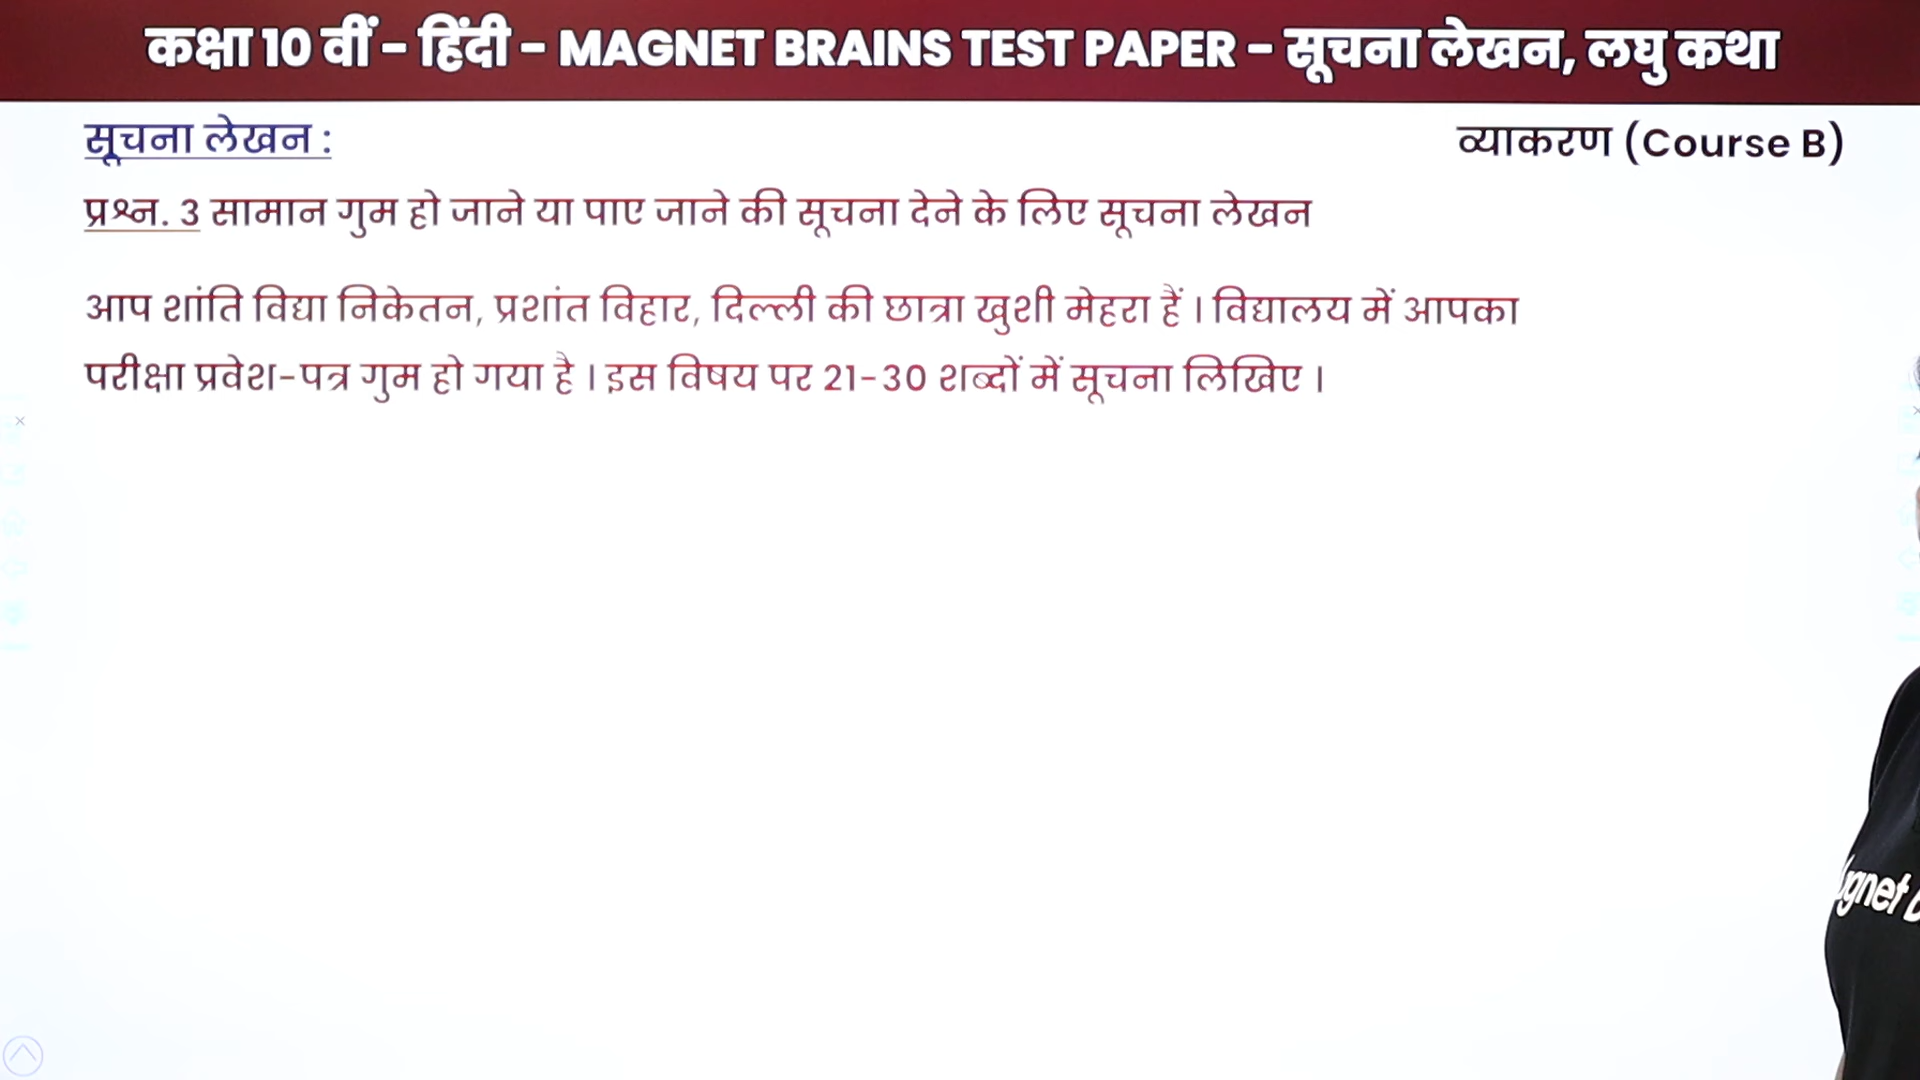 कक्षा 10 वीं - हिंदी - MAGNET BRAINS TEST PAPER - सूचना लेखन, लघु कथा
सूचना लेखन :
व्याकरण (Course B)
प्रश्न. 3 सामान गुम हो जाने या पाए जाने की सूचना देने के लिए सूचना लेखन
आप शांति विद्या निकेतन, प्रशांत विहार, दिल्ली की छात्रा खुशी मेहरा हैं । विद्यालय में आपका
परीक्षा प्रवेश-पत्र गुम हो गया है । इस विषय पर 21-30 शब्दों में सूचना लिखिए ।